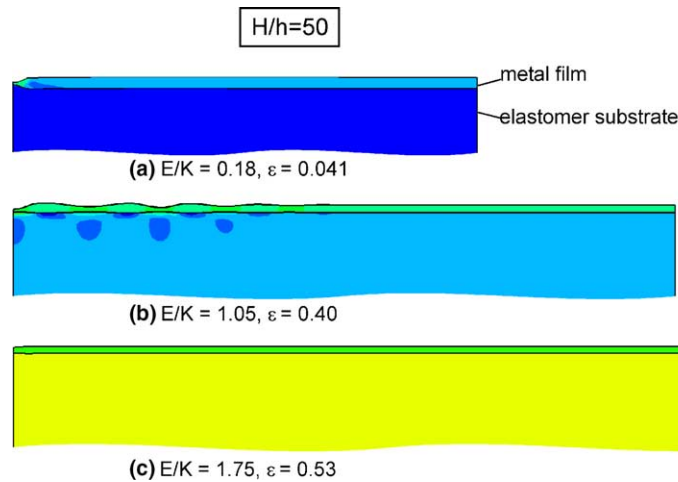 H/h=50
metal film
elastomer substrate
(a) E/K = 0.18, ε = 0.041
(b) E/K = 1.05, ε = 0.40
(c) E/K = 1.75, ε = 0.53